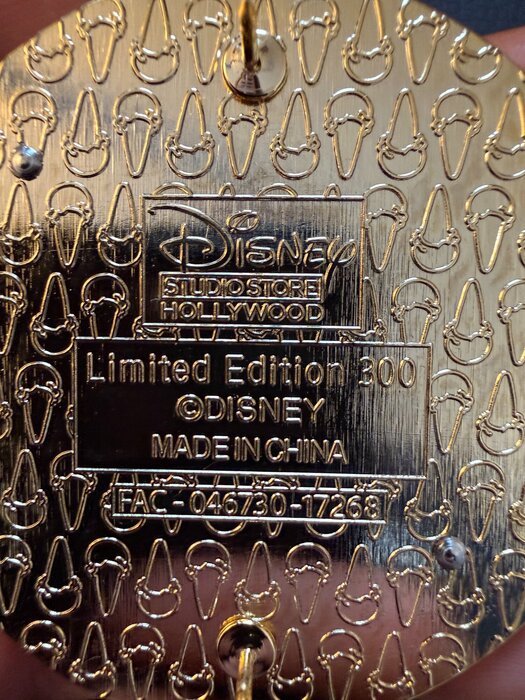 Disney
STUDIO STORE
HOLLYWOOD
Limited Edition 300
©DISNEY
MADE IN CHINA
FAC-046730-17268